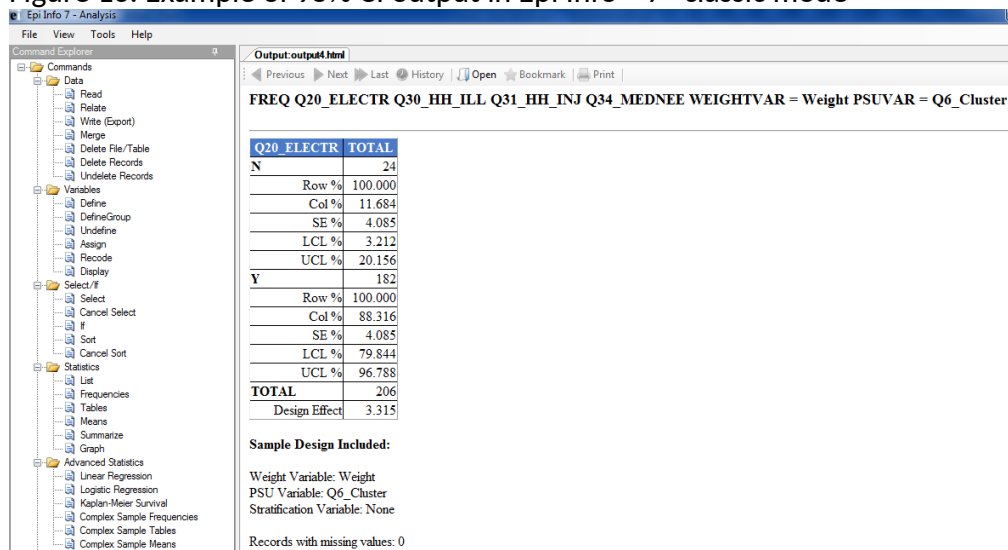 Epi Info 7 - Analysis
File View Tools Help
Command Explorer
Commands
Data
Read
Relate
Write (Export)
Merge
Delete File/Table
Delete Records
Undelete Records
Variables
Define
DefineGroup
Undefine
Assign
Recode
Display
Select/If
Select
Cancel Select
If
Sort
Cancel Sort
Statistics
List
Frequencies
Tables
Means
Summarize
Graph
Advanced Statistics
Linear Regression
Logistic Regression
Kaplan-Meier Survival
Complex Sample Frequencies
Complex Sample Tables
Complex Sample Means
Output:output4.html
Previous Next Last History Open Bookmark Print
FREQ Q20_ELECTR Q30_HH_ILL Q31_HH_INJ Q34_MEDNEE WEIGHTVAR = Weight PSUVAR = Q6_Cluster
Q20_ELECTR TOTAL
N 24
Row % 100.000
Col % 11.684
SE % 4.085
LCL % 3.212
UCL % 20.156
Y 182
Row % 100.000
Col % 88.316
SE % 4.085
LCL % 79.844
UCL % 96.788
TOTAL 206
Design Effect 3.315
Sample Design Included:
Weight Variable: Weight
PSU Variable: Q6_Cluster
Stratification Variable: None
Records with missing values: 0